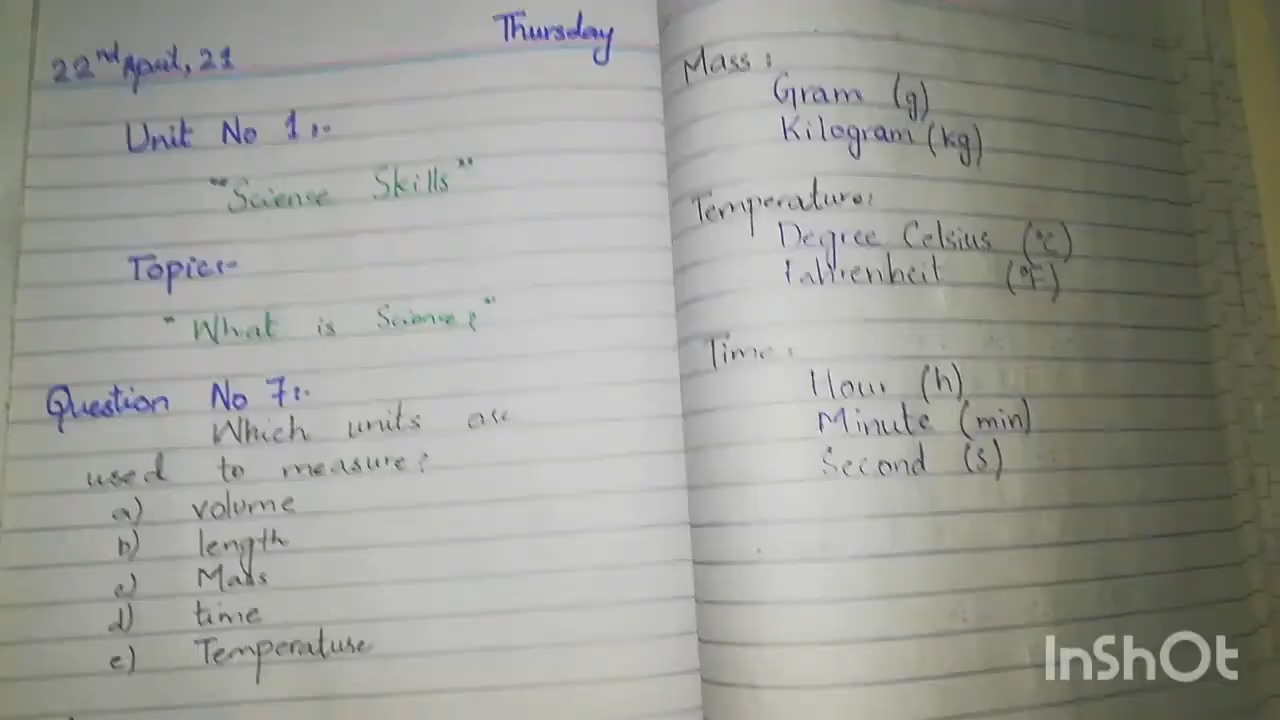 Thursday
22nd April, 21
Unit No 1:-
"Science Skills"
Topic:-
"What is Science?"
Question No 7:-
Which units are
used to measure?
a) volume
b) length
c) Mass
d) time
e) Temperature
Mass:
Gram (g)
Kilogram (kg)
Temperature:
Degree Celsius (°C)
Fahrenheit (°F)
Time:
Hour (h)
Minute (min)
Second (s)
InShOt